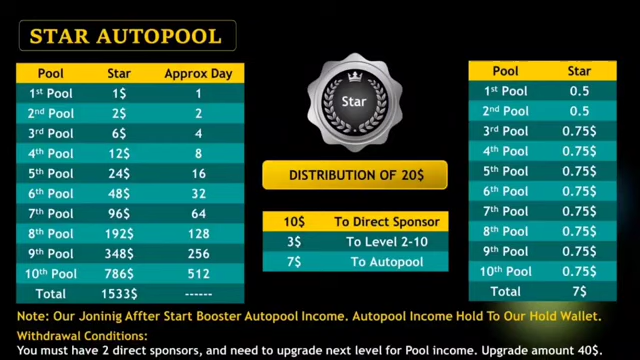 STAR AUTOPOOL
Pool Star Approx Day
1st Pool 1$ 1
2nd Pool 2$ 2
3rd Pool 6$ 4
4th Pool 12$ 8
5th Pool 24$ 16
6th Pool 48$ 32
7th Pool 96$ 64
8th Pool 192$ 128
9th Pool 348$ 256
10th Pool 786$ 512
Total 1533$ ------
Star
DISTRIBUTION OF 20$
10$ To Direct Sponsor
3$ To Level 2-10
7$ To Autopool
Pool Star
1st Pool 0.5
2nd Pool 0.5
3rd Pool 0.75$
4th Pool 0.75$
5th Pool 0.75$
6th Pool 0.75$
7th Pool 0.75$
8th Pool 0.75$
9th Pool 0.75$
10th Pool 0.75$
Total 7$
Note: Our Joninig Affter Start Booster Autopool Income. Autopool Income Hold To Our Hold Wallet.
Withdrawal Conditions:
You must have 2 direct sponsors, and need to upgrade next level for Pool income. Upgrade amount 40$.